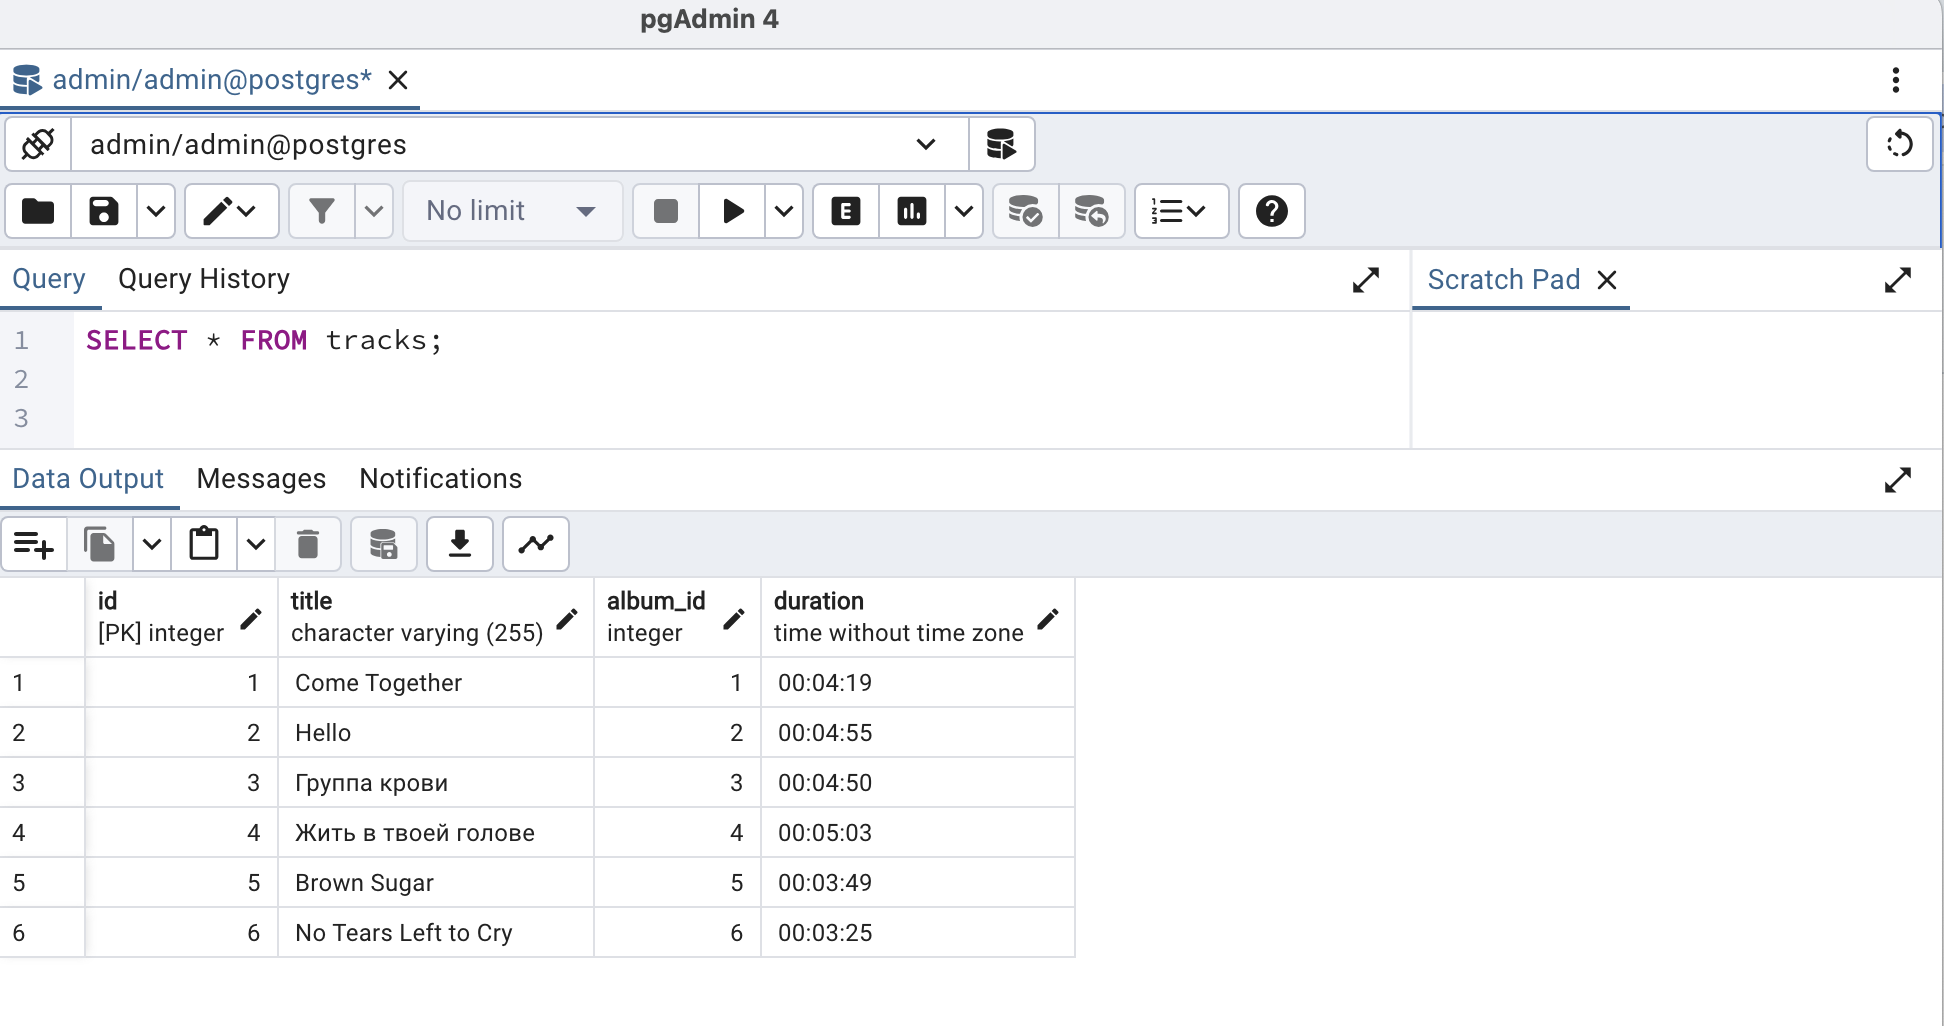 pgAdmin 4
admin/admin@postgres*
admin/admin@postgres
No limit
E
Query Query History
Scratch Pad
1 SELECT * FROM tracks;
2
3
Data Output Messages Notifications
id title album_id duration
[PK] integer character varying (255) integer time without time zone
1 1 Come Together 1 00:04:19
2 2 Hello 2 00:04:55
3 3 Группа крови 3 00:04:50
4 4 Жить в твоей голове 4 00:05:03
5 5 Brown Sugar 5 00:03:49
6 6 No Tears Left to Cry 6 00:03:25